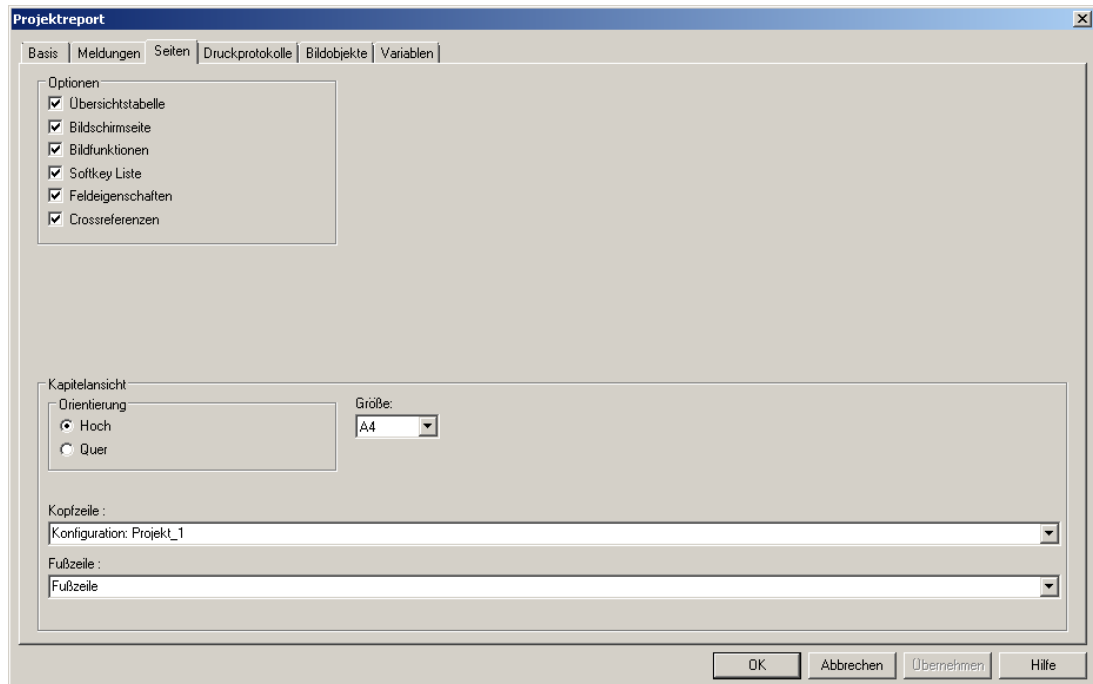 Projektreport
Basis Meldungen Seiten Druckprotokolle Bildobjekte Variablen
Optionen
Übersichtstabelle
Bildschirmseite
Bildfunktionen
Softkey Liste
Feldeigenschaften
Crossreferenzen
Kapitelansicht
Orientierung
Hoch
Quer
Größe:
A4
Kopfzeile :
Konfiguration: Projekt_1
Fußzeile :
Fußzeile
OK Abbrechen Übernehmen Hilfe